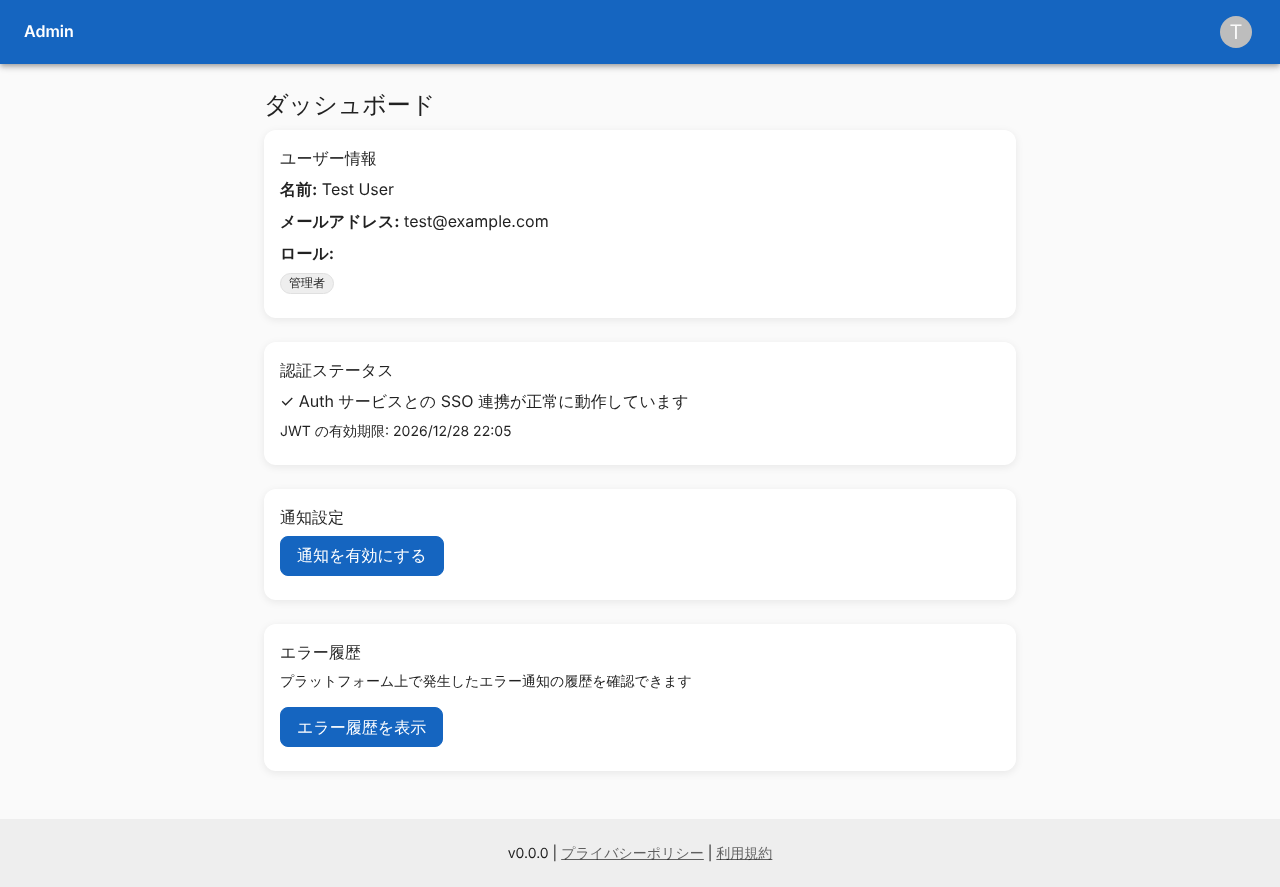 Admin
T
ダッシュボード
ユーザー情報
名前: Test User
メールアドレス: test@example.com
ロール:
管理者
認証ステータス
✓ Auth サービスとの SSO 連携が正常に動作しています
JWT の有効期限: 2026/12/28 22:05
通知設定
通知を有効にする
エラー履歴
プラットフォーム上で発生したエラー通知の履歴を確認できます
エラー履歴を表示
v0.0.0 | プライバシーポリシー | 利用規約